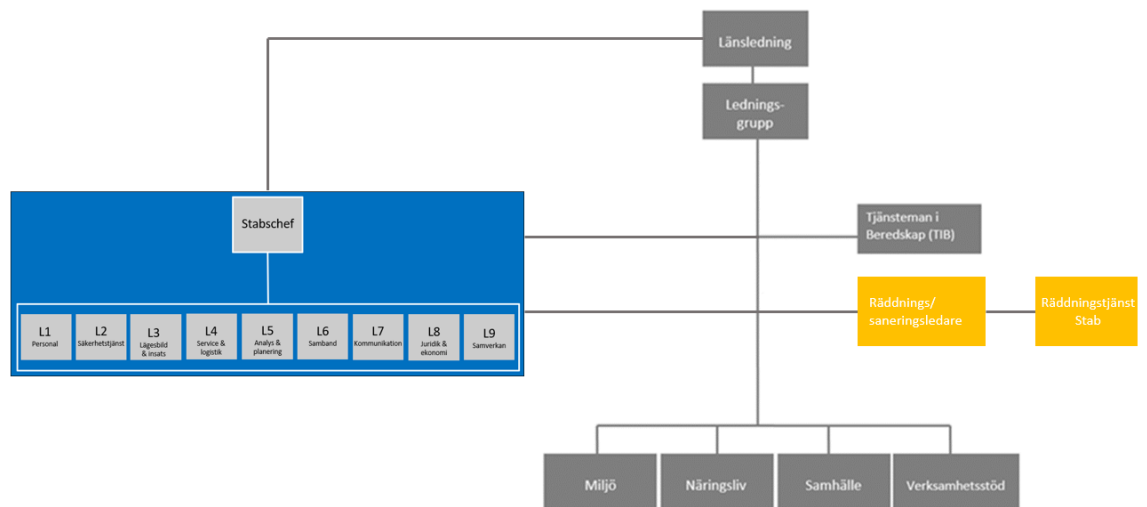 Länsledning
Lednings-
grupp
Stabschef
Tjänsteman i
Beredskap (TIB)
Räddnings/
saneringsledare
Räddningstjänst
Stab
L1
Personal
L2
Säkerhetstjänst
L3
Lägesbild
& insats
L4
Service &
logistik
L5
Analys &
planering
L6
Samband
L7
Kommunikation
L8
Juridik &
ekonomi
L9
Samverkan
Miljö
Näringsliv
Samhälle
Verksamhetsstöd